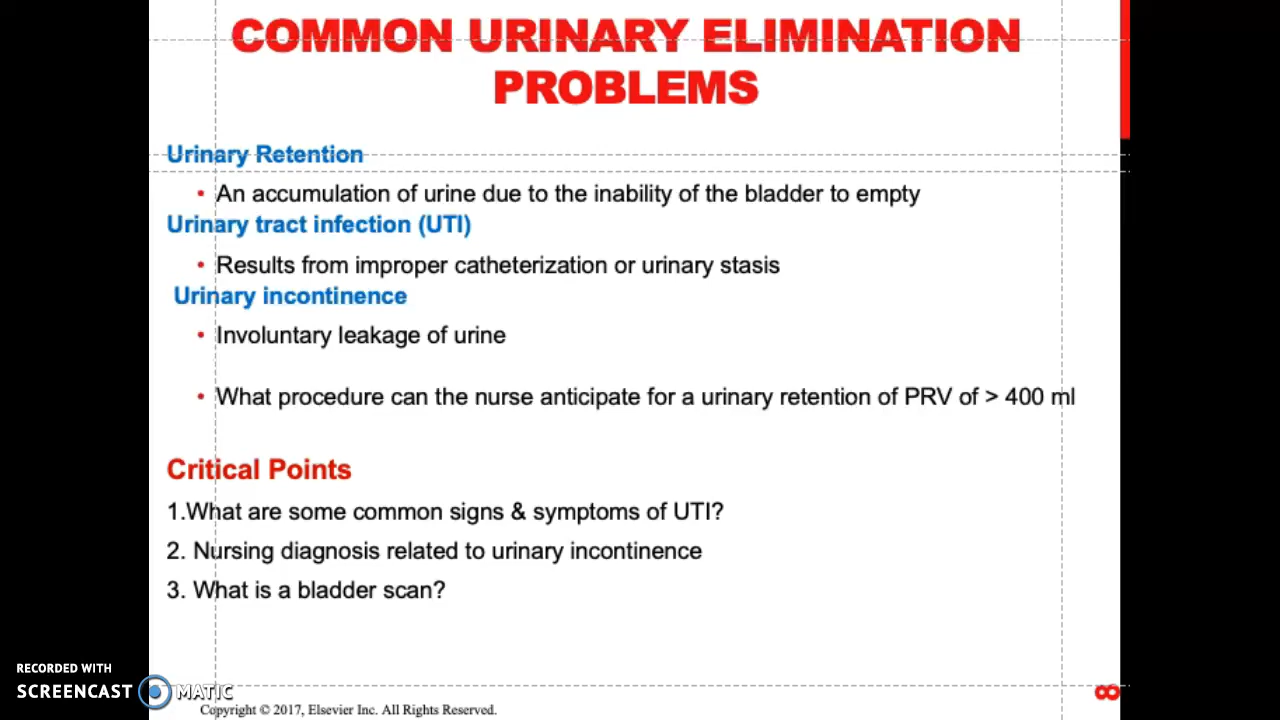 COMMON URINARY ELIMINATION
PROBLEMS
Urinary Retention
• An accumulation of urine due to the inability of the bladder to empty
Urinary tract infection (UTI)
• Results from improper catheterization or urinary stasis
Urinary incontinence
• Involuntary leakage of urine
• What procedure can the nurse anticipate for a urinary retention of PRV of > 400 ml
Critical Points
1.What are some common signs & symptoms of UTI?
2. Nursing diagnosis related to urinary incontinence
3. What is a bladder scan?
RECORDED WITH
SCREENCAST MATIC
8
Copyright © 2017, Elsevier Inc. All Rights Reserved.